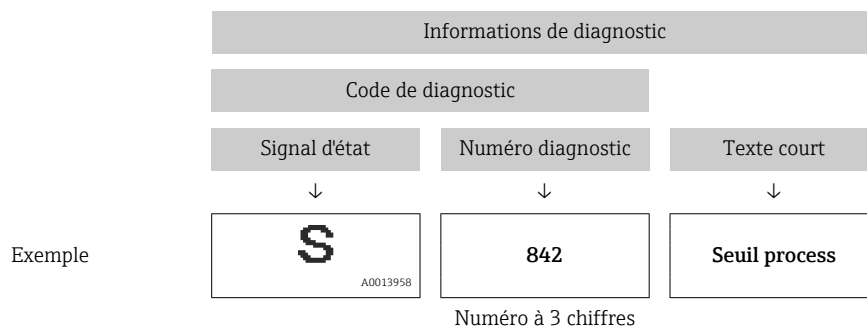 Informations de diagnostic
Code de diagnostic
Signal d'état Numéro diagnostic Texte court
↓ ↓ ↓
Exemple S 842 Seuil process
A0013958
Numéro à 3 chiffres